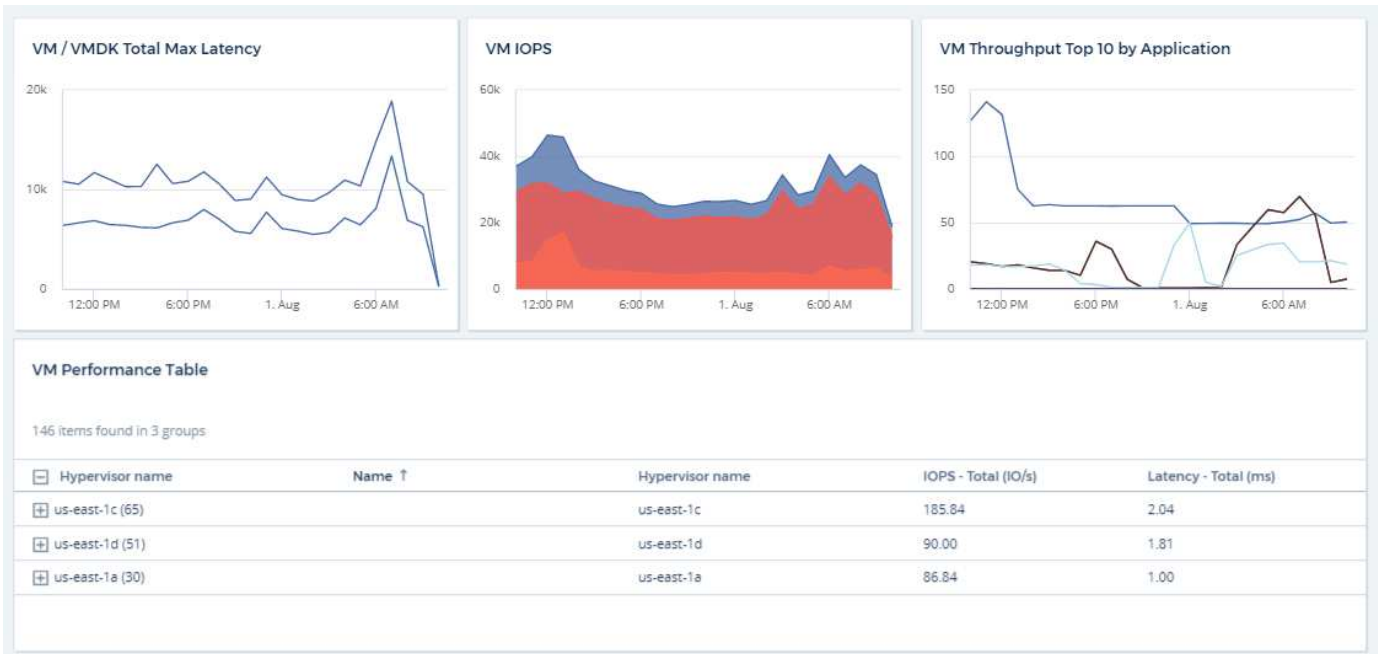 VM / VMDK Total Max Latency
20k
10k
0
12:00 PM 6:00 PM 1. Aug 6:00 AM
VM IOPS
60k
40k
20k
0
12:00 PM 6:00 PM 1. Aug 6:00 AM
VM Throughput Top 10 by Application
150
100
50
0
12:00 PM 6:00 PM 1. Aug 6:00 AM
VM Performance Table
146 items found in 3 groups
Hypervisor name Name ↑ Hypervisor name IOPS - Total (IO/s) Latency - Total (ms)
us-east-1c (65) us-east-1c 185.84 2.04
us-east-1d (51) us-east-1d 90.00 1.81
us-east-1a (30) us-east-1a 86.84 1.00